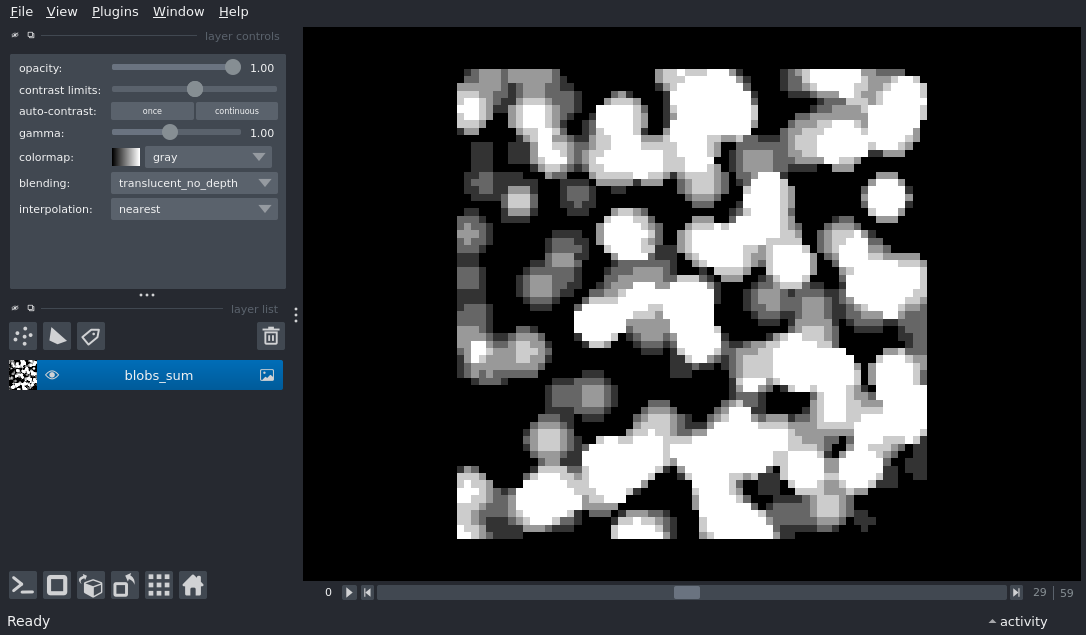 File View Plugins Window Help
layer controls
opacity: 1.00
contrast limits:
auto-contrast: once continuous
gamma: 1.00
colormap: gray
blending: translucent_no_depth
interpolation: nearest
layer list
blobs_sum
0 29 59
Ready activity